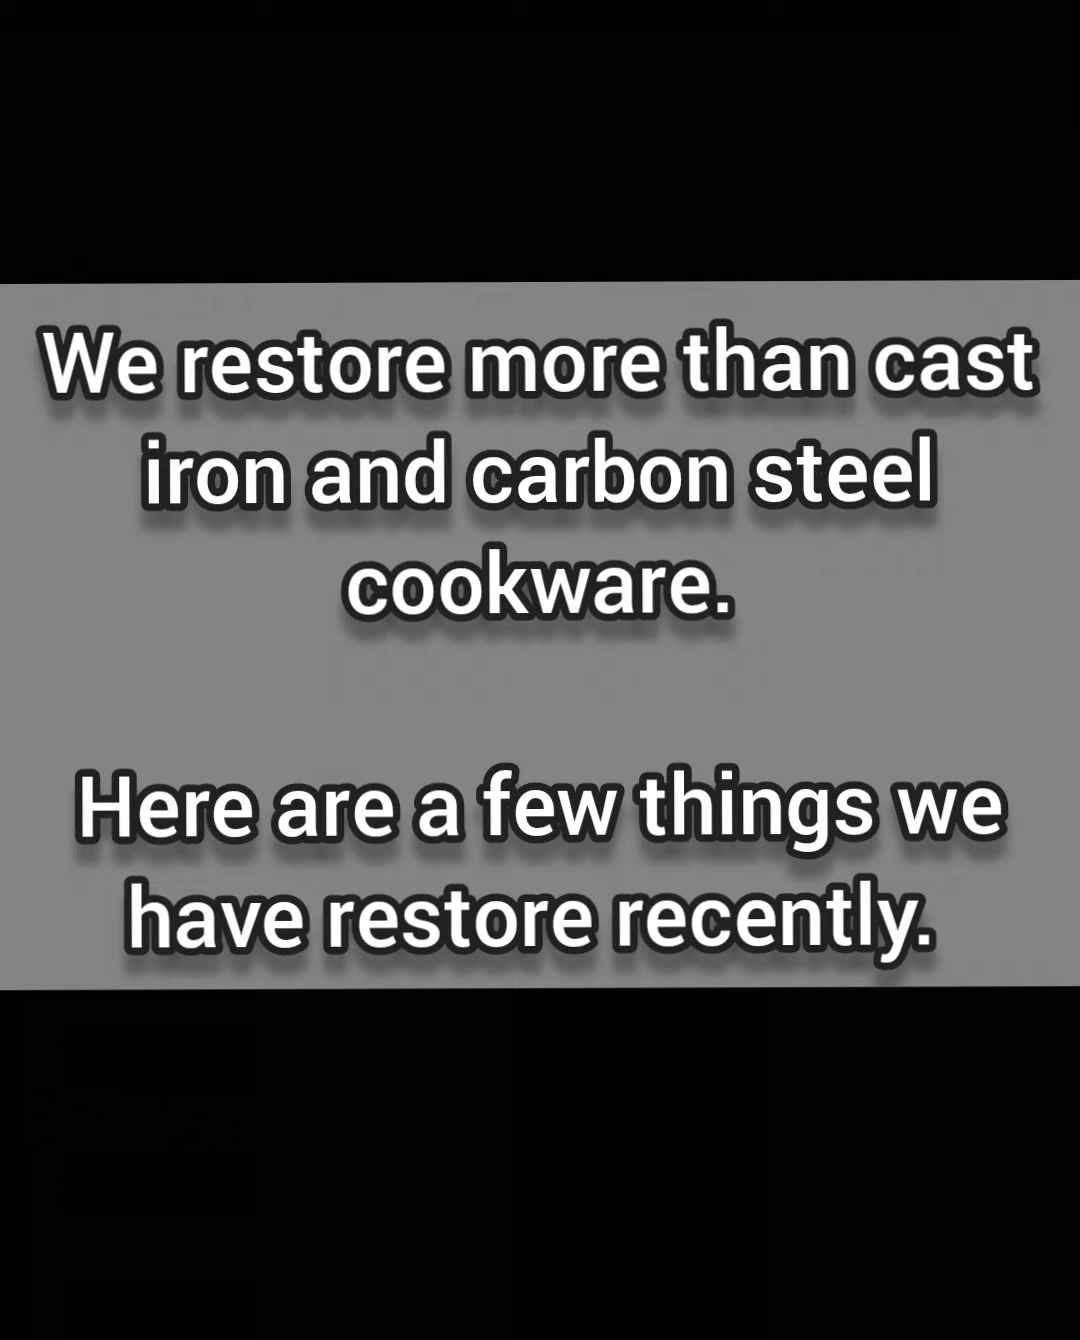 We restore more than cast
iron and carbon steel
cookware.
Here are a few things we
have restore recently.